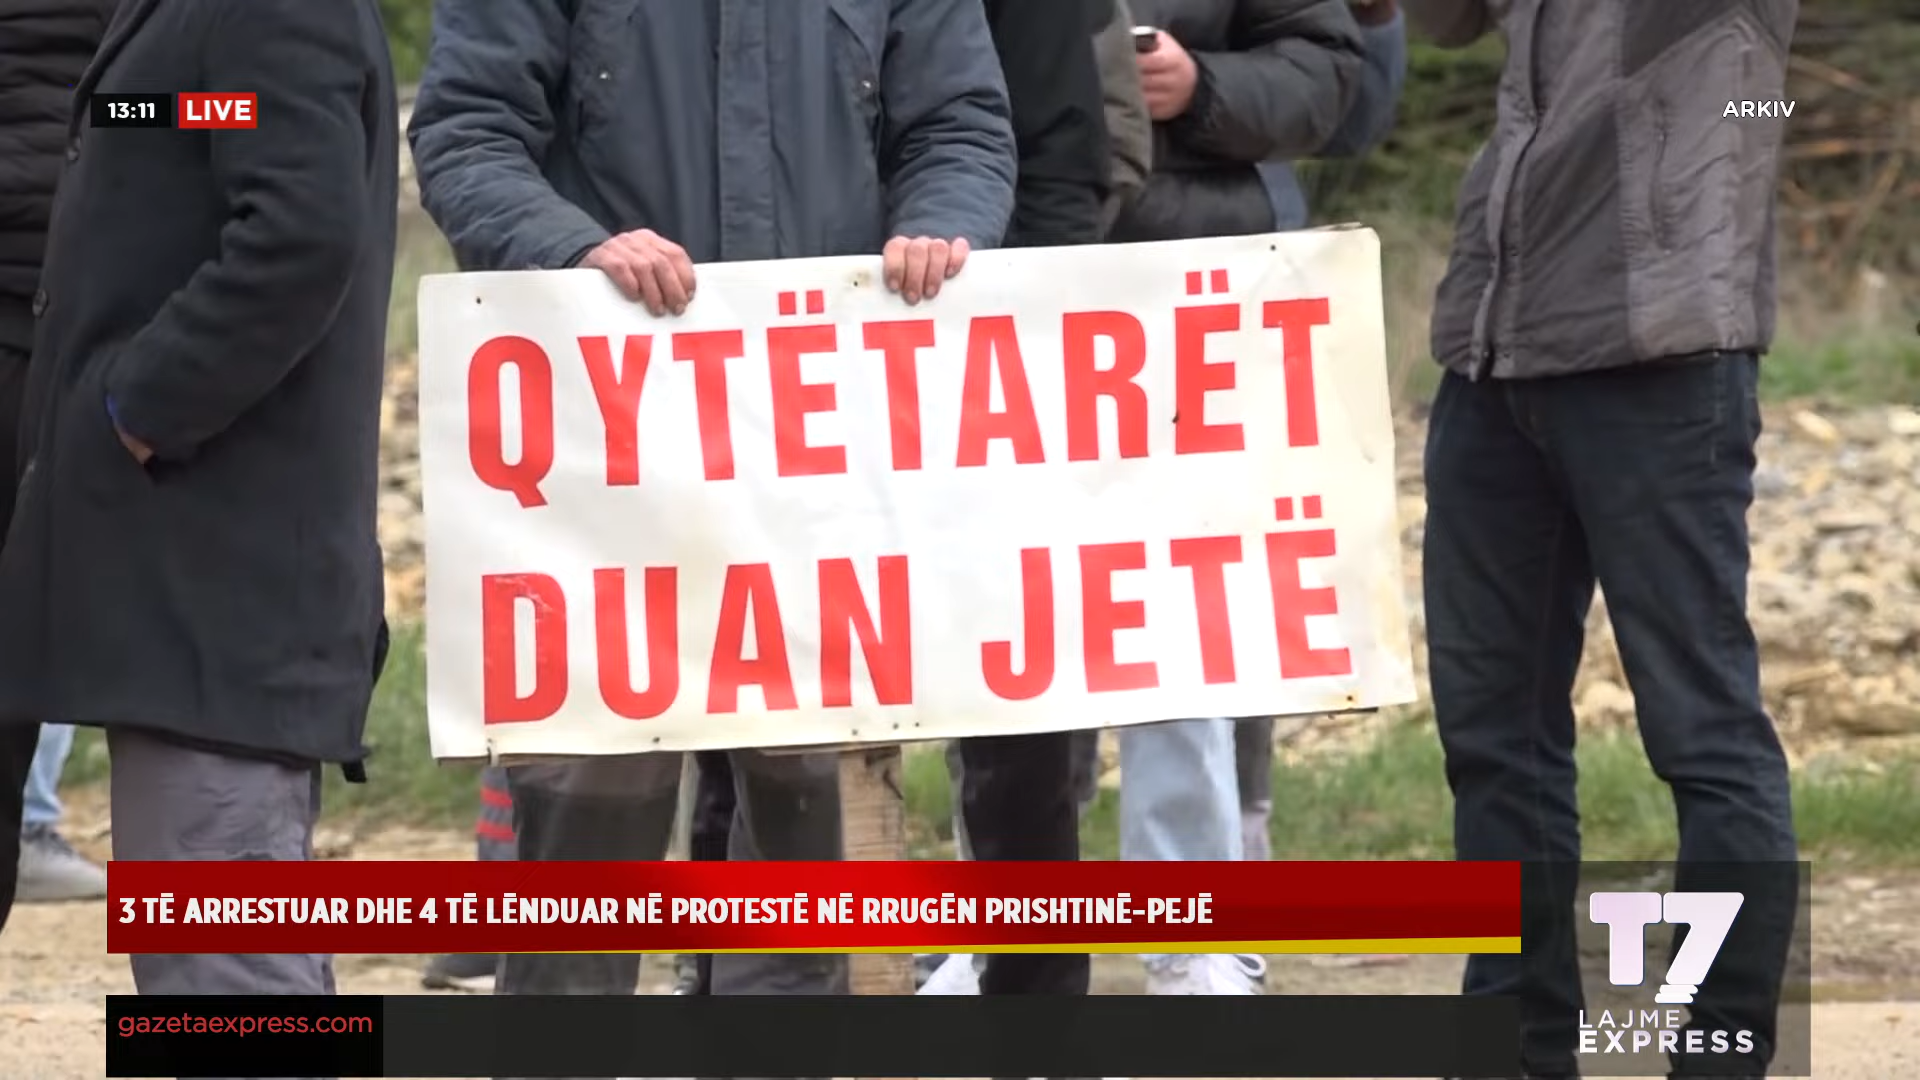 13:11 LIVE
ARKIV
QYTËTARËT
DUAN JETË
3 TË ARRESTUAR DHE 4 TË LËNDUAR NË PROTESTË NË RRUGËN PRISHTINË-PEJË
T7
LAJME
EXPRESS
gazetaexpress.com